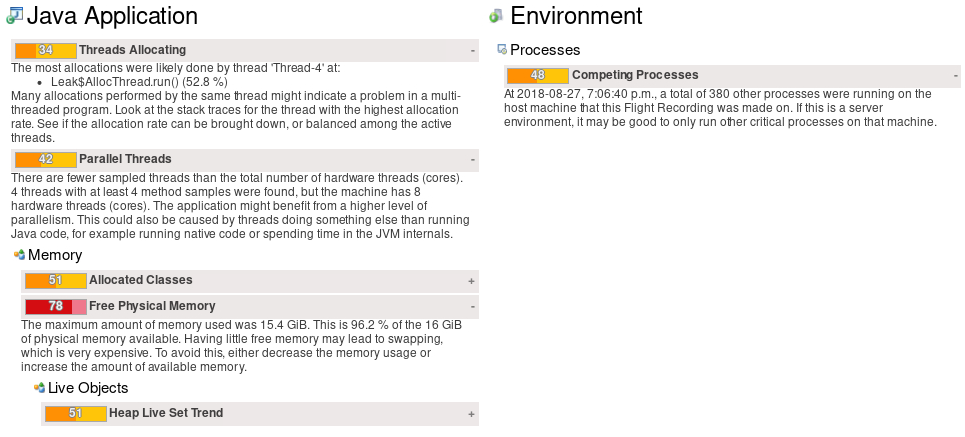 Java Application
34 Threads Allocating -
The most allocations were likely done by thread 'Thread-4' at:
• Leak$AllocThread.run() (52.8 %)
Many allocations performed by the same thread might indicate a problem in a multi-
threaded program. Look at the stack traces for the thread with the highest allocation
rate. See if the allocation rate can be brought down, or balanced among the active
threads.
42 Parallel Threads -
There are fewer sampled threads than the total number of hardware threads (cores).
4 threads with at least 4 method samples were found, but the machine has 8
hardware threads (cores). The application might benefit from a higher level of
parallelism. This could also be caused by threads doing something else than running
Java code, for example running native code or spending time in the JVM internals.
Memory
51 Allocated Classes +
78 Free Physical Memory -
The maximum amount of memory used was 15.4 GiB. This is 96.2 % of the 16 GiB
of physical memory available. Having little free memory may lead to swapping,
which is very expensive. To avoid this, either decrease the memory usage or
increase the amount of available memory.
Live Objects
51 Heap Live Set Trend +
Environment
Processes
48 Competing Processes -
At 2018-08-27, 7:06:40 p.m., a total of 380 other processes were running on the
host machine that this Flight Recording was made on. If this is a server
environment, it may be good to only run other critical processes on that machine.